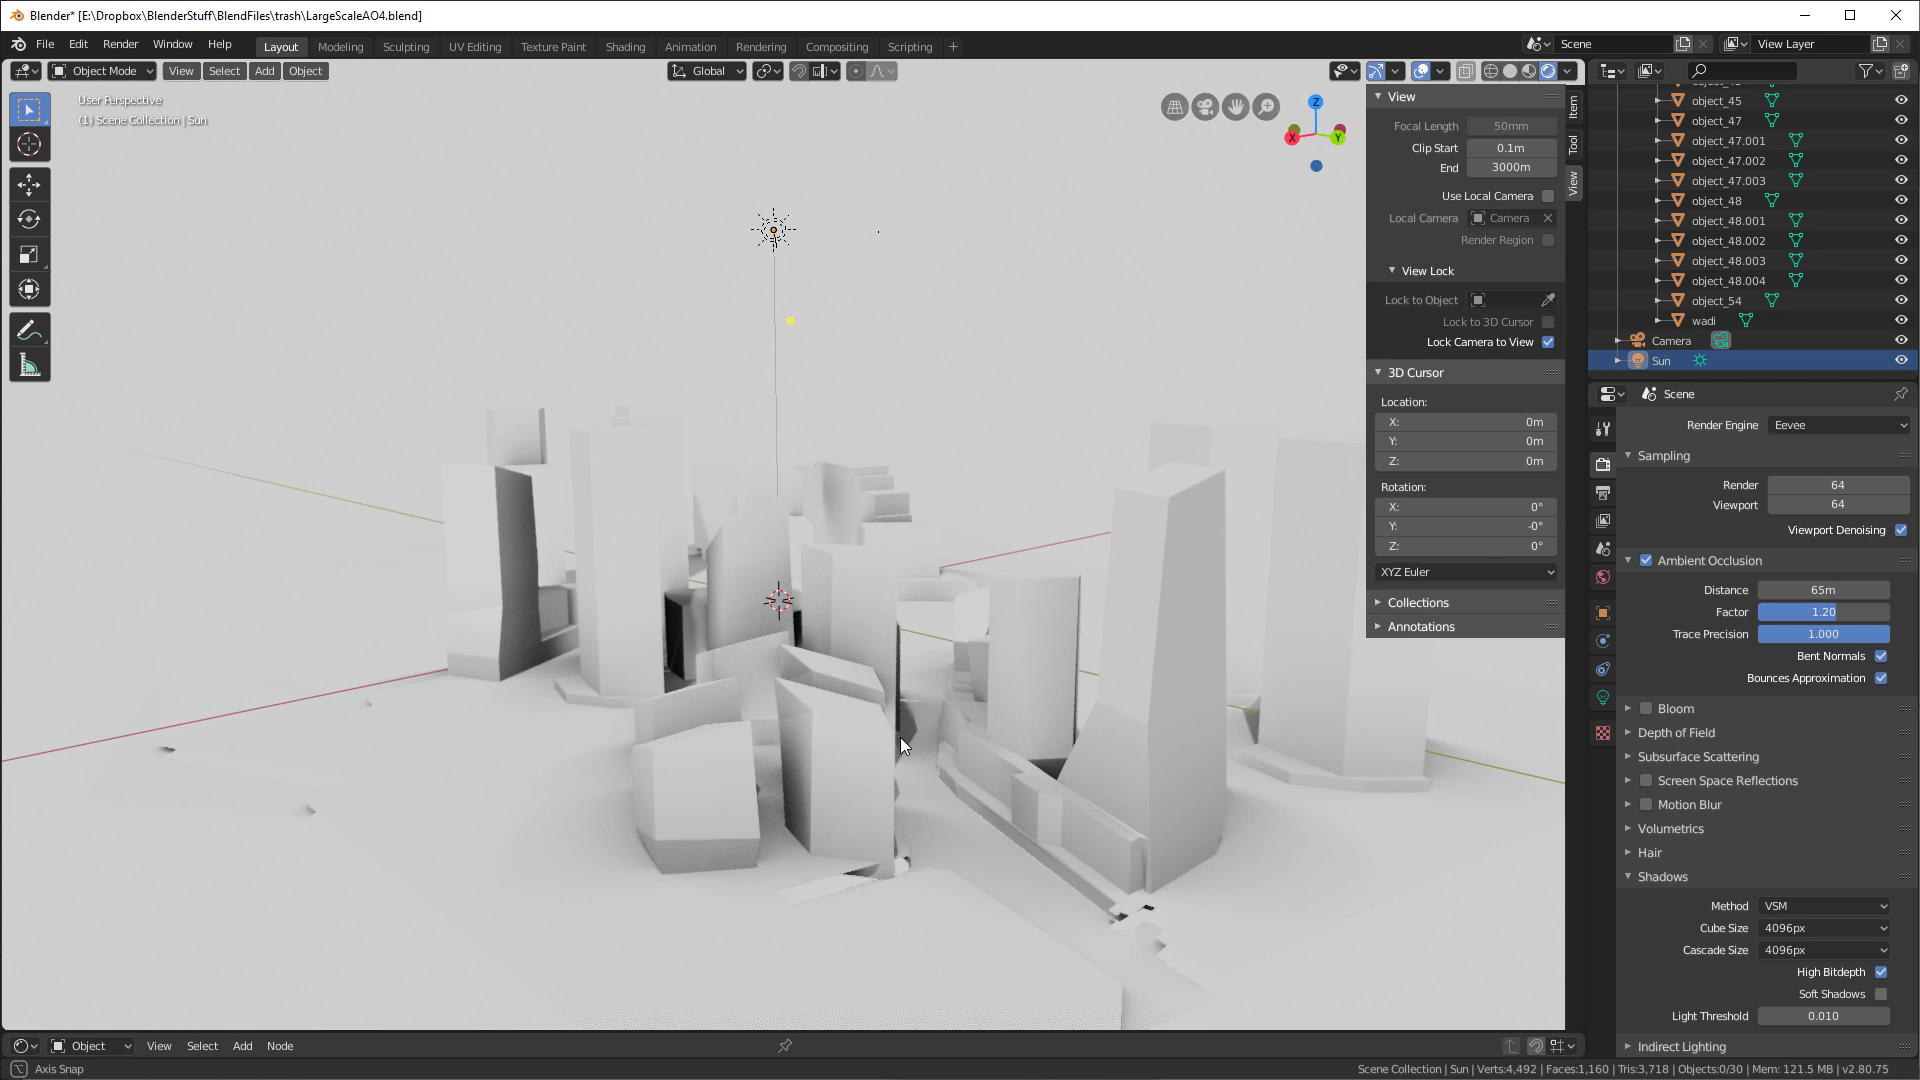 Blender* [E:\Dropbox\BlenderStuff\BlendFiles\trash\LargeScaleAO4.blend]
File Edit Render Window Help Layout Modeling Sculpting UV Editing Texture Paint Shading Animation Rendering Compositing Scripting + Scene View Layer
Object Mode View Select Add Object Global
User Perspective
(1) Scene Collection | Sun
Z
X
Y
View
Focal Length 50mm
Clip Start 0.1m
End 3000m
Use Local Camera
Local Camera Camera
Render Region
View Lock
Lock to Object
Lock to 3D Cursor
Lock Camera to View
3D Cursor
Location:
X: 0m
Y: 0m
Z: 0m
Rotation:
X: 0°
Y: -0°
Z: 0°
XYZ Euler
Collections
Annotations
Item
Tool
View
object_45
object_47
object_47.001
object_47.002
object_47.003
object_48
object_48.001
object_48.002
object_48.003
object_48.004
object_54
wadi
Camera
Sun
Scene
Render Engine Eevee
Sampling
Render 64
Viewport 64
Viewport Denoising
Ambient Occlusion
Distance 65m
Factor 1.20
Trace Precision 1.000
Bent Normals
Bounces Approximation
Bloom
Depth of Field
Subsurface Scattering
Screen Space Reflections
Motion Blur
Volumetrics
Hair
Shadows
Method VSM
Cube Size 4096px
Cascade Size 4096px
High Bitdepth
Soft Shadows
Light Threshold 0.010
Indirect Lighting
Object View Select Add Node
Axis Snap
Scene Collection | Sun | Verts:4,492 | Faces:1,160 | Tris:3,718 | Objects:0/30 | Mem: 121.5 MB | v2.80.75